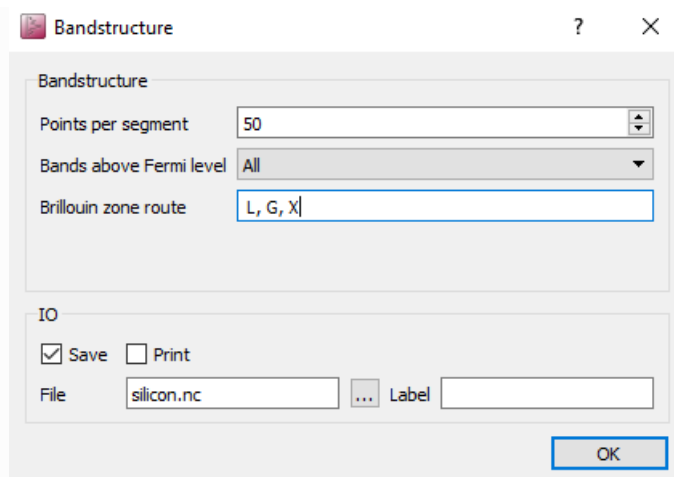 Bandstructure ?
Bandstructure
Points per segment 50
Bands above Fermi level All
Brillouin zone route L, G, X
IO
Save Print
File silicon.nc ... Label
OK